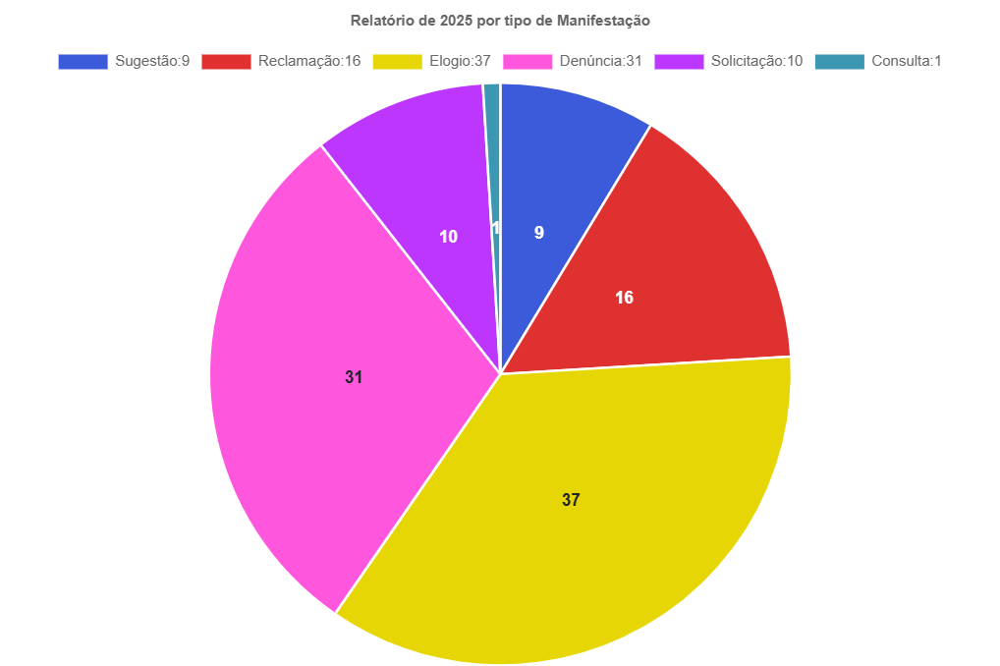 Relatório de 2025 por tipo de Manifestação
Sugestão:9 Reclamação:16 Elogio:37 Denúncia:31 Solicitação:10 Consulta:1
10 1 9
16
31
37